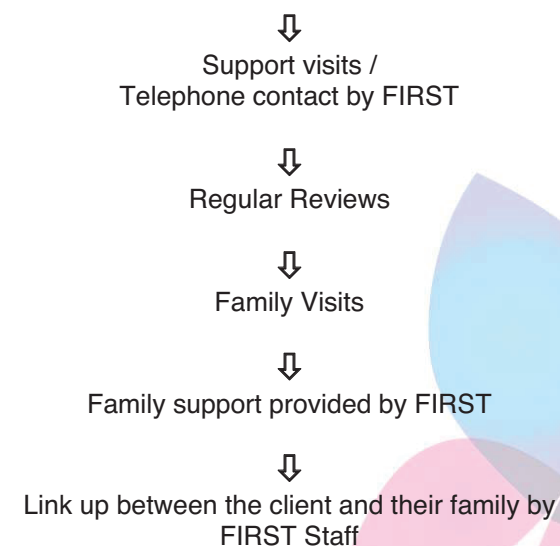 ⇩
Support visits /
Telephone contact by FIRST
⇩
Regular Reviews
⇩
Family Visits
⇩
Family support provided by FIRST
⇩
Link up between the client and their family by
FIRST Staff